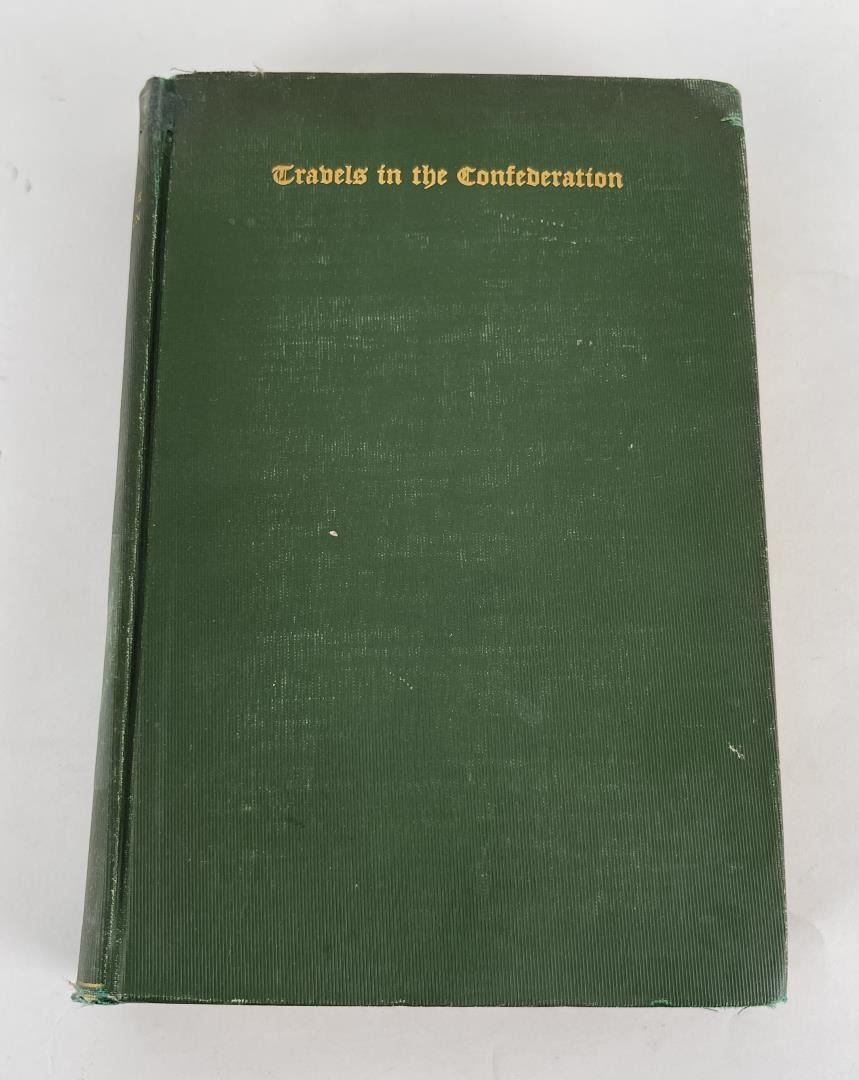 Travels in the Confederation